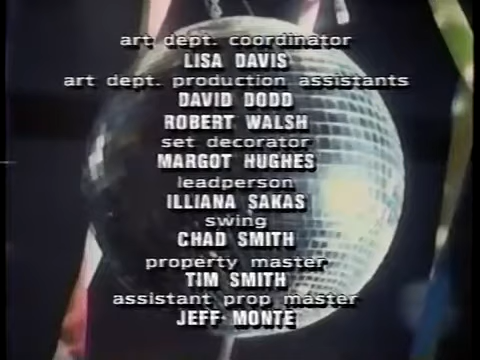 art dept. coordinator
LISA DAVIS
art dept. production assistants
DAVID DODD
ROBERT WALSH
set decorator
MARGOT HUGHES
leadperson
ILLIANA SAKAS
swing
CHAD SMITH
property master
TIM SMITH
assistant prop master
JEFF MONTE